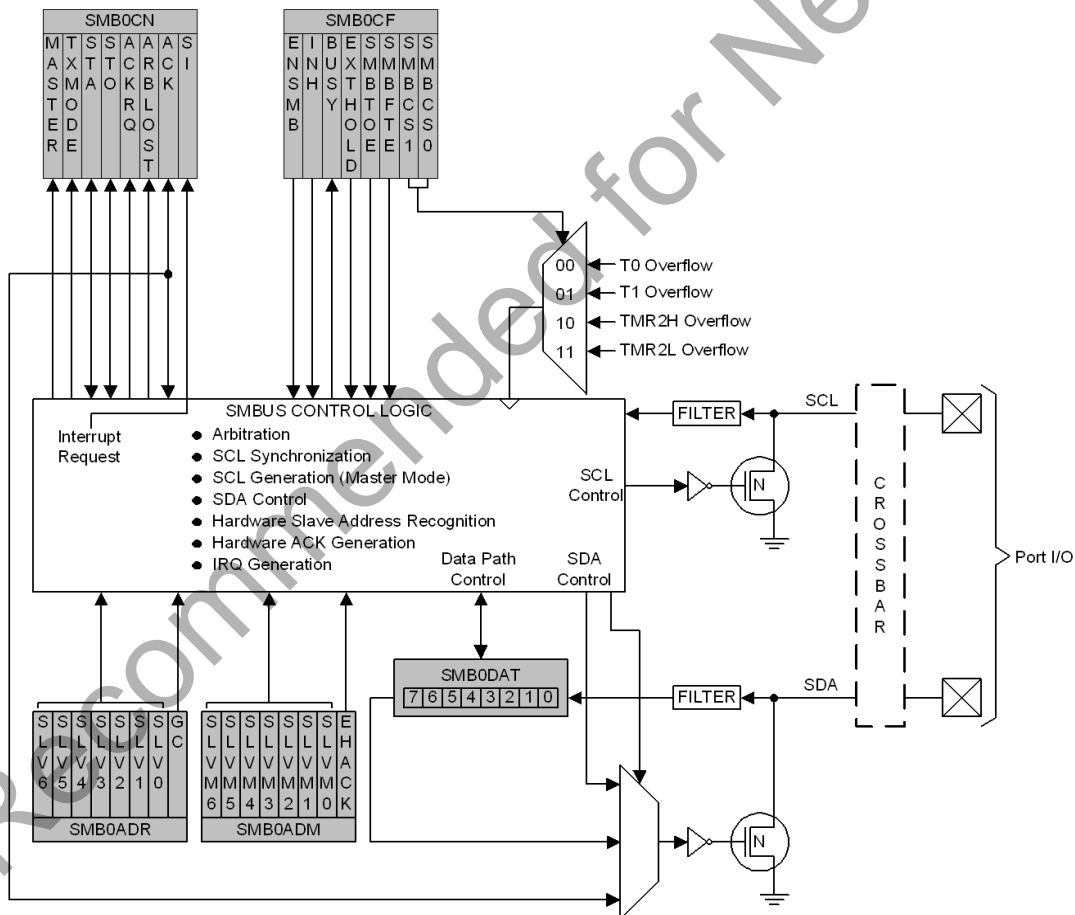 SMB0CN
MASTER
TXMODE
STA
STO
ACKRQ
ARBLOST
ACK
SI
SMB0CF
ENSMB
INH
BUSY
EXTHOLD
SMBTOE
SMBFTE
SMBCS1
SMBCS0
00
01
10
11
T0 Overflow
T1 Overflow
TMR2H Overflow
TMR2L Overflow
SMBUS CONTROL LOGIC
Interrupt
Request
● Arbitration
● SCL Synchronization
● SCL Generation (Master Mode)
● SDA Control
● Hardware Slave Address Recognition
● Hardware ACK Generation
● IRQ Generation
Data Path
Control
SCL
Control
SDA
Control
FILTER
SCL
N
CROSSBAR
Port I/O
SMB0DAT
7 6 5 4 3 2 1 0
FILTER
SDA
N
SLV6
SLV5
SLV4
SLV3
SLV2
SLV1
SLV0
GC
SMB0ADR
SLVM6
SLVM5
SLVM4
SLVM3
SLVM2
SLVM1
SLVM0
EHACK
SMB0ADM
Recommended for Ne